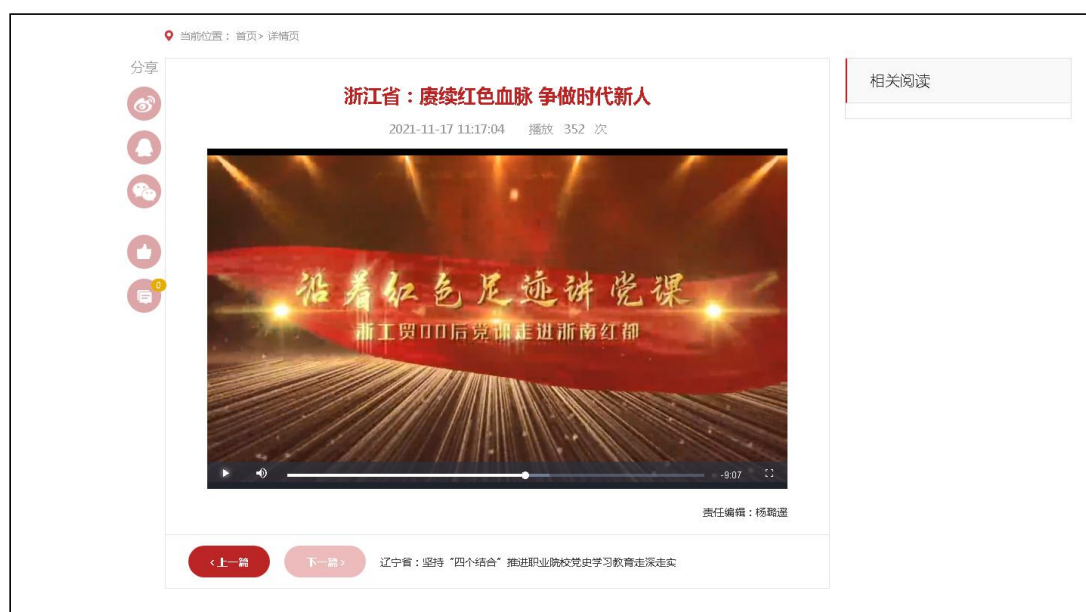 当前位置： 首页> 详情页
分享
浙江省：赓续红色血脉 争做时代新人
2021-11-17 11:17:04 播放 352 次
相关阅读
0
沿着红色足迹讲党课
浙工贸00后党课走进浙南红都
-9:07
责任编辑：杨璐遥
<上一篇
下一篇>
辽宁省：坚持“四个结合”推进职业院校党史学习教育走深走实